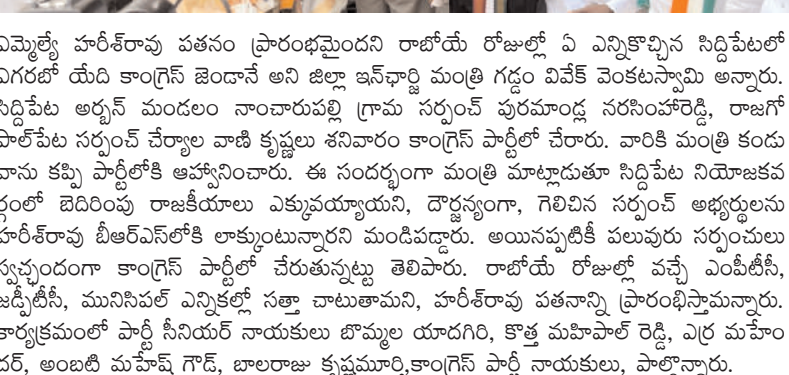 ఎమ్మెల్యే హరీశ్‌రావు పతనం ప్రారంభమైందని రాబోయే రోజుల్లో ఏ ఎన్నికొచ్చిన సిద్దిపేటలో
ఎగరబో యేది కాంగ్రెస్ జెండానే అని జిల్లా ఇన్‌ఛార్జి మంత్రి గడ్డం వివేక్ వెంకటస్వామి అన్నారు.
సిద్దిపేట అర్బన్ మండలం నాంచారుపల్లి గ్రామ సర్పంచ్ పురమాండ్ల నరసింహారెడ్డి, రాజగో
పాల్‌పేట సర్పంచ్ చేర్యాల వాణి కృష్ణలు శనివారం కాంగ్రెస్ పార్టీలో చేరారు. వారికి మంత్రి కండు
వాను కప్పి పార్టీలోకి ఆహ్వానించారు. ఈ సందర్భంగా మంత్రి మాట్లాడుతూ సిద్దిపేట నియోజకవ
ర్గంలో బెదిరింపు రాజకీయాలు ఎక్కువయ్యాయని, దౌర్జన్యంగా, గెలిచిన సర్పంచ్ అభ్యర్థులను
హరీశ్‌రావు బీఆర్ఎస్‌లోకి లాక్కుంటున్నారని మండిపడ్డారు. అయినప్పటికీ పలువురు సర్పంచులు
స్వచ్ఛందంగా కాంగ్రెస్ పార్టీలో చేరుతున్నట్టు తెలిపారు. రాబోయే రోజుల్లో వచ్చే ఎంపీటీసీ,
జడ్పీటీసీ, మునిసిపల్ ఎన్నికల్లో సత్తా చాటుతామని, హరీశ్‌రావు పతనాన్ని ప్రారంభిస్తామన్నారు.
కార్యక్రమంలో పార్టీ సీనియర్ నాయకులు బొమ్మల యాదగిరి, కొత్త మహిపాల్ రెడ్డి, ఎర్ర మహేం
దర్, అంబటి మహేష్ గౌడ్, బాలరాజు కృష్ణమూర్తి,కాంగ్రెస్ పార్టీ నాయకులు, పాల్గొన్నారు.